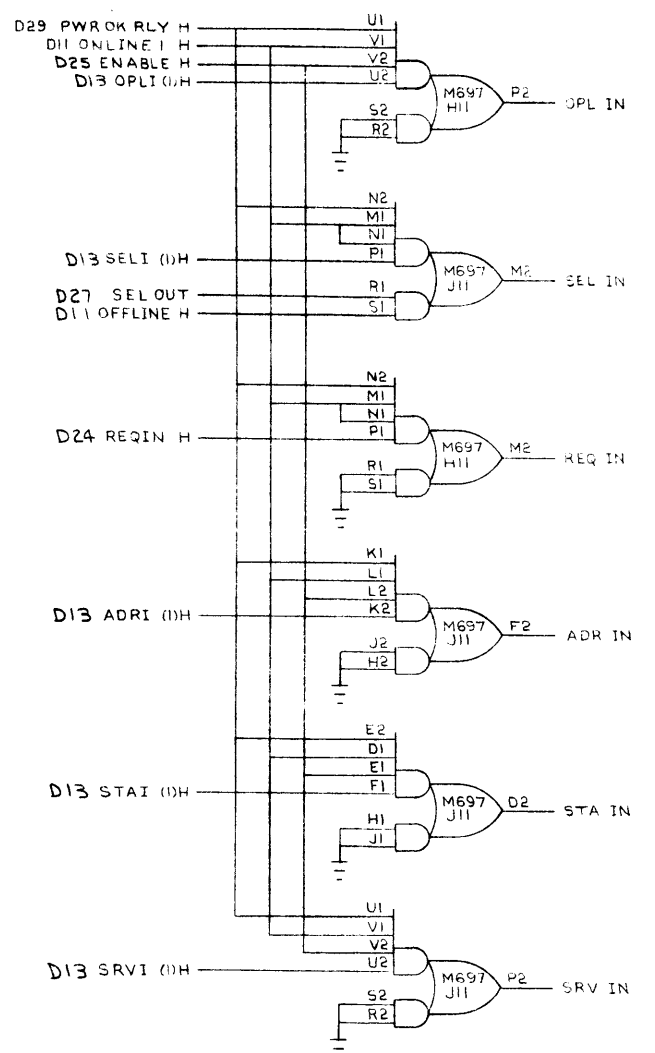 D29 PWR OK RLY H U1
D11 ONLINE 1 H V1
D25 ENABLE H V2
D13 OPLI (1)H U2
M697 P2 OPL IN
H11
S2
R2
N2
M1
N1
D13 SELI (1)H P1
M697 M2 SEL IN
J11
D27 SEL OUT R1
D11 OFFLINE H S1
N2
M1
N1
D24 REQIN H P1
M697 M2 REQ IN
H11
R1
S1
K1
L1
L2
D13 ADRI (1)H K2
M697 F2 ADR IN
J11
J2
H2
E2
D1
E1
D13 STAI (1)H F1
M697 D2 STA IN
J11
H1
J1
U1
V1
V2
D13 SRVI (1)H U2
M697 P2 SRV IN
J11
S2
R2